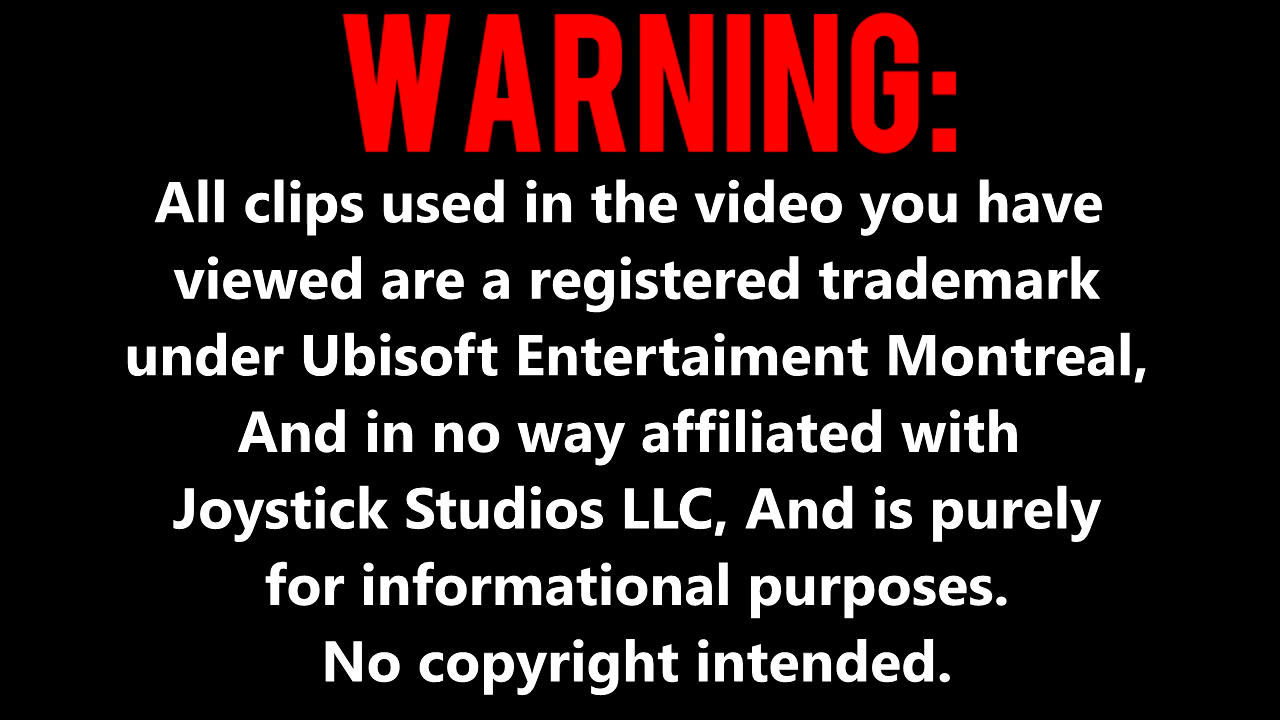 WARNING:
All clips used in the video you have
viewed are a registered trademark
under Ubisoft Entertaiment Montreal,
And in no way affiliated with
Joystick Studios LLC, And is purely
for informational purposes.
No copyright intended.